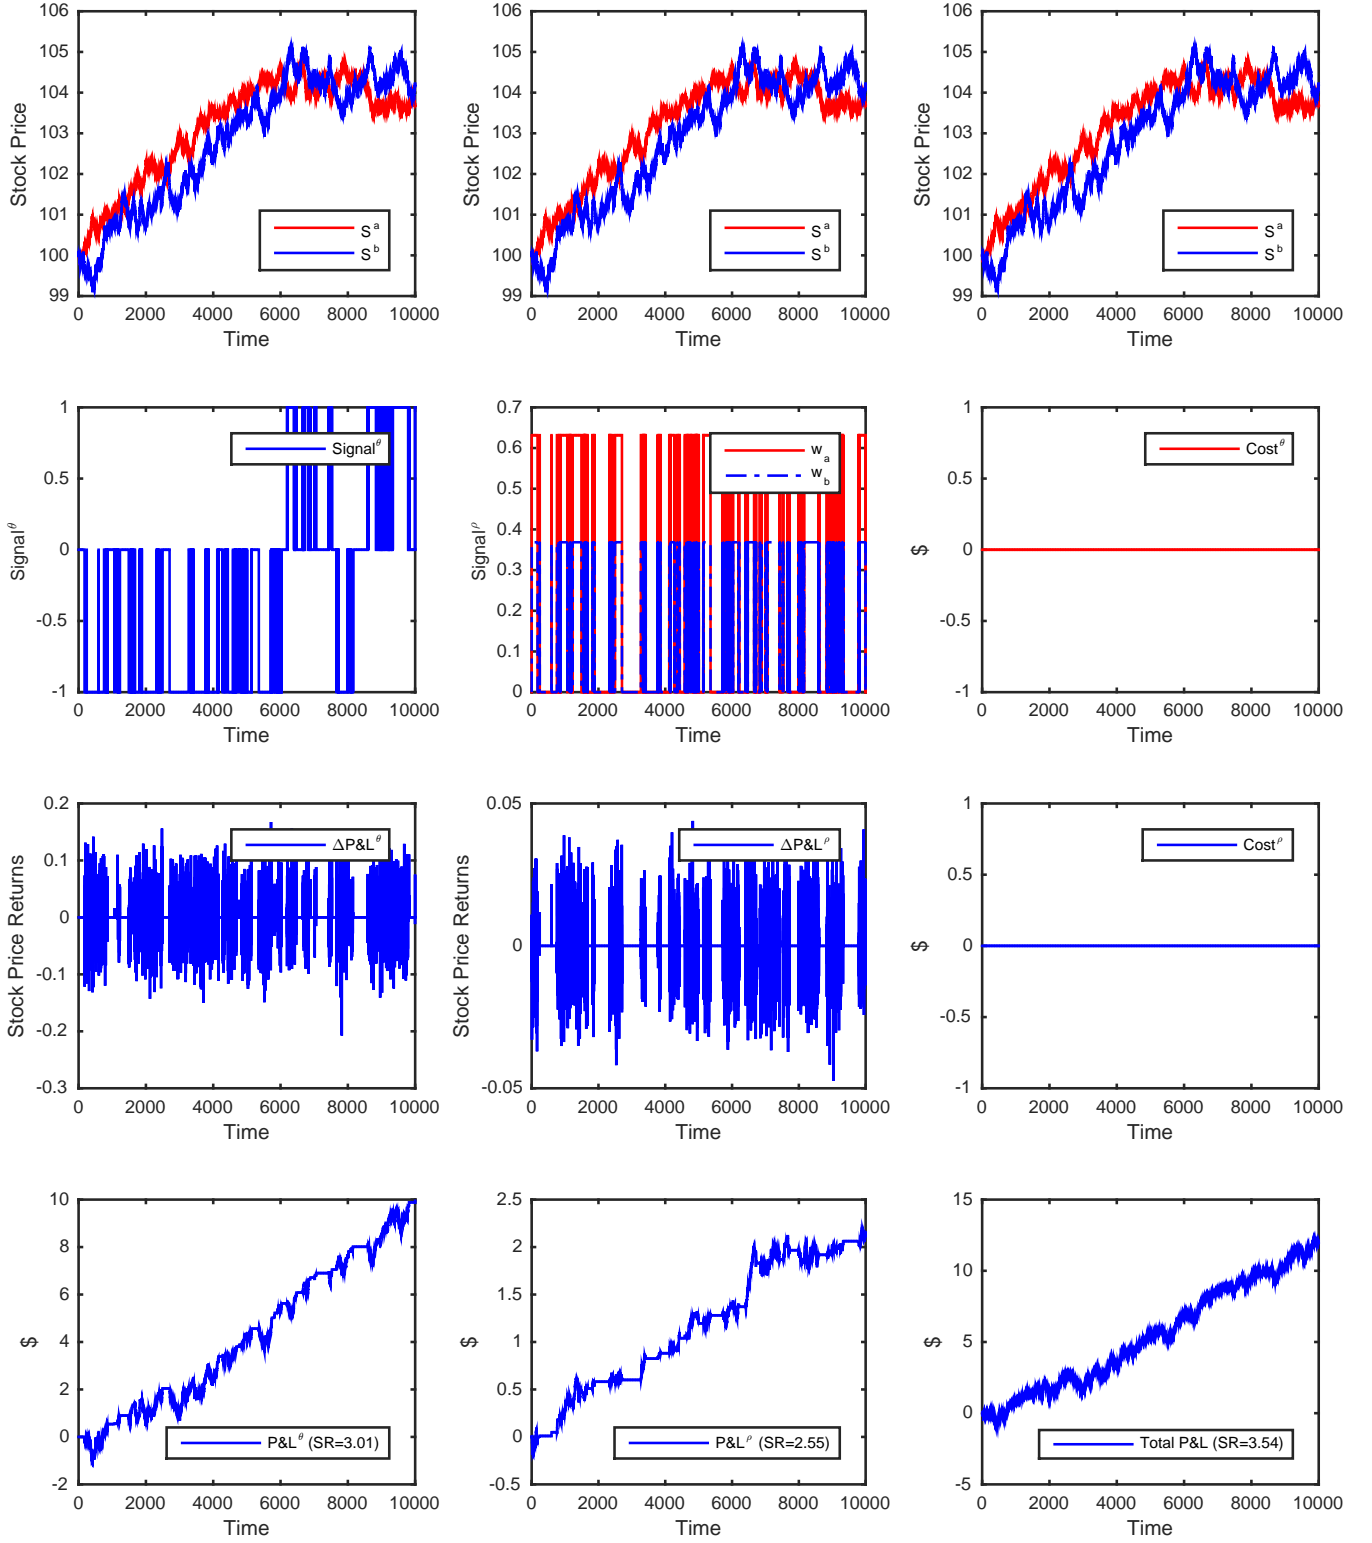 106
105
104
103
102
101
100
99
Stock Price
S^a
S^b
0 2000 4000 6000 8000 10000
Time
106
105
104
103
102
101
100
99
Stock Price
S^a
S^b
0 2000 4000 6000 8000 10000
Time
106
105
104
103
102
101
100
99
Stock Price
S^a
S^b
0 2000 4000 6000 8000 10000
Time
1
0.5
0
-0.5
-1
Signal^θ
Signal^θ
0 2000 4000 6000 8000 10000
Time
0.7
0.6
0.5
0.4
0.3
0.2
0.1
0
Signal^ρ
w_a
w_b
0 2000 4000 6000 8000 10000
Time
1
0.5
0
-0.5
-1
$
Cost^θ
0 2000 4000 6000 8000 10000
Time
0.2
0.1
0
-0.1
-0.2
-0.3
Stock Price Returns
ΔP&L^θ
0 2000 4000 6000 8000 10000
Time
0.05
0
-0.05
Stock Price Returns
ΔP&L^ρ
0 2000 4000 6000 8000 10000
Time
1
0.5
0
-0.5
-1
$
Cost^ρ
0 2000 4000 6000 8000 10000
Time
10
8
6
4
2
0
-2
$
P&L^θ (SR=3.01)
0 2000 4000 6000 8000 10000
Time
2.5
2
1.5
1
0.5
0
-0.5
$
P&L^ρ (SR=2.55)
0 2000 4000 6000 8000 10000
Time
15
10
5
0
-5
$
Total P&L (SR=3.54)
0 2000 4000 6000 8000 10000
Time